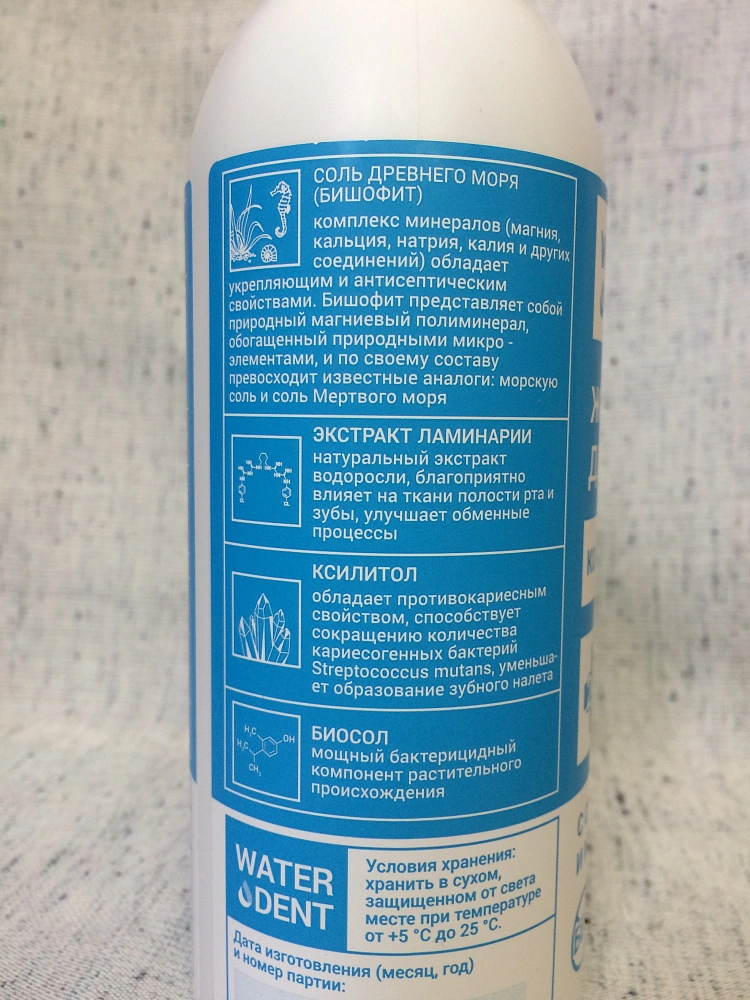 СОЛЬ ДРЕВНЕГО МОРЯ
(БИШОФИТ)
комплекс минералов (магния,
кальция, натрия, калия и других
соединений) обладает
укрепляющим и антисептическим
свойствами. Бишофит представляет собой
природный магниевый полиминерал,
обогащенный природными микро -
элементами, и по своему составу
превосходит известные аналоги: морскую
соль и соль Мертвого моря
ЭКСТРАКТ ЛАМИНАРИИ
натуральный экстракт
водоросли, благоприятно
влияет на ткани полости рта и
зубы, улучшает обменные
процессы
КСИЛИТОЛ
обладает противокариесным
свойством, способствует
сокращению количества
кариесогенных бактерий
Streptococcus mutans, уменьша-
ет образование зубного налета
H₃C
OH
H₃C
CH₃
БИОСОЛ
мощный бактерицидный
компонент растительного
происхождения
WATER
DENT
Условия хранения:
хранить в сухом,
защищенном от света
месте при температуре
от +5 °C до 25 °C.
Дата изготовления (месяц, год)
и номер партии: